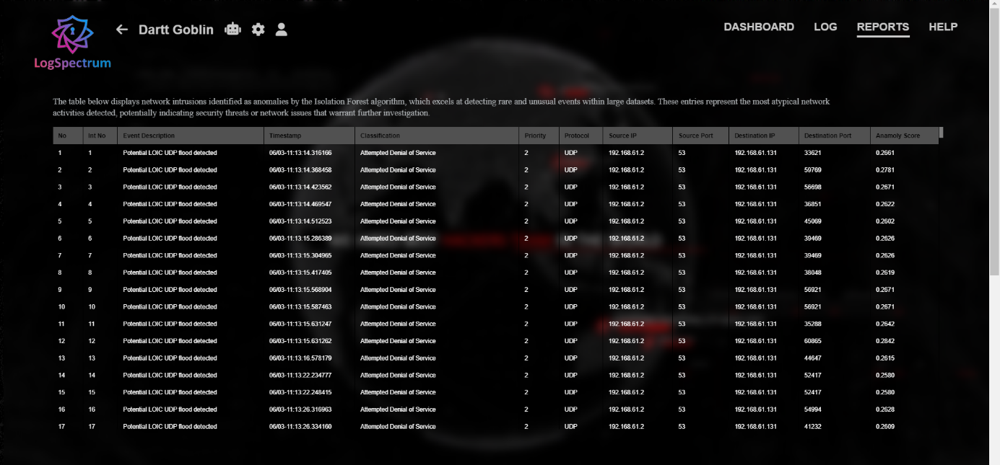 LogSpectrum
Dartt Goblin
DASHBOARD LOG REPORTS HELP
The table below displays network intrusions identified as anomalies by the Isolation Forest algorithm, which excels at detecting rare and unusual events within large datasets. These entries represent the most atypical network
activities detected, potentially indicating security threats or network issues that warrant further investigation.
No Int No Event Description Timestamp Classification Priority Protocol Source IP Source Port Destination IP Destination Port Anamoly Score
1 1 Potential LOIC UDP flood detected 06/03-11:13:14.316166 Attempted Denial of Service 2 UDP 192.168.61.2 53 192.168.61.131 33621 0.2661
2 2 Potential LOIC UDP flood detected 06/03-11:13:14.368458 Attempted Denial of Service 2 UDP 192.168.61.2 53 192.168.61.131 59769 0.2781
3 3 Potential LOIC UDP flood detected 06/03-11:13:14.423562 Attempted Denial of Service 2 UDP 192.168.61.2 53 192.168.61.131 56698 0.2671
4 4 Potential LOIC UDP flood detected 06/03-11:13:14.469547 Attempted Denial of Service 2 UDP 192.168.61.2 53 192.168.61.131 36851 0.2622
5 5 Potential LOIC UDP flood detected 06/03-11:13:14.512523 Attempted Denial of Service 2 UDP 192.168.61.2 53 192.168.61.131 45069 0.2602
6 6 Potential LOIC UDP flood detected 06/03-11:13:15.286389 Attempted Denial of Service 2 UDP 192.168.61.2 53 192.168.61.131 39469 0.2626
7 7 Potential LOIC UDP flood detected 06/03-11:13:15.304965 Attempted Denial of Service 2 UDP 192.168.61.2 53 192.168.61.131 39469 0.2626
8 8 Potential LOIC UDP flood detected 06/03-11:13:15.417405 Attempted Denial of Service 2 UDP 192.168.61.2 53 192.168.61.131 38048 0.2619
9 9 Potential LOIC UDP flood detected 06/03-11:13:15.568904 Attempted Denial of Service 2 UDP 192.168.61.2 53 192.168.61.131 56921 0.2671
10 10 Potential LOIC UDP flood detected 06/03-11:13:15.587463 Attempted Denial of Service 2 UDP 192.168.61.2 53 192.168.61.131 56921 0.2671
11 11 Potential LOIC UDP flood detected 06/03-11:13:15.631247 Attempted Denial of Service 2 UDP 192.168.61.2 53 192.168.61.131 35288 0.2642
12 12 Potential LOIC UDP flood detected 06/03-11:13:15.631262 Attempted Denial of Service 2 UDP 192.168.61.2 53 192.168.61.131 60865 0.2842
13 13 Potential LOIC UDP flood detected 06/03-11:13:16.578179 Attempted Denial of Service 2 UDP 192.168.61.2 53 192.168.61.131 44647 0.2615
14 14 Potential LOIC UDP flood detected 06/03-11:13:22.234777 Attempted Denial of Service 2 UDP 192.168.61.2 53 192.168.61.131 52417 0.2580
15 15 Potential LOIC UDP flood detected 06/03-11:13:22.248415 Attempted Denial of Service 2 UDP 192.168.61.2 53 192.168.61.131 52417 0.2580
16 16 Potential LOIC UDP flood detected 06/03-11:13:26.316963 Attempted Denial of Service 2 UDP 192.168.61.2 53 192.168.61.131 54994 0.2628
17 17 Potential LOIC UDP flood detected 06/03-11:13:26.334160 Attempted Denial of Service 2 UDP 192.168.61.2 53 192.168.61.131 41232 0.2609